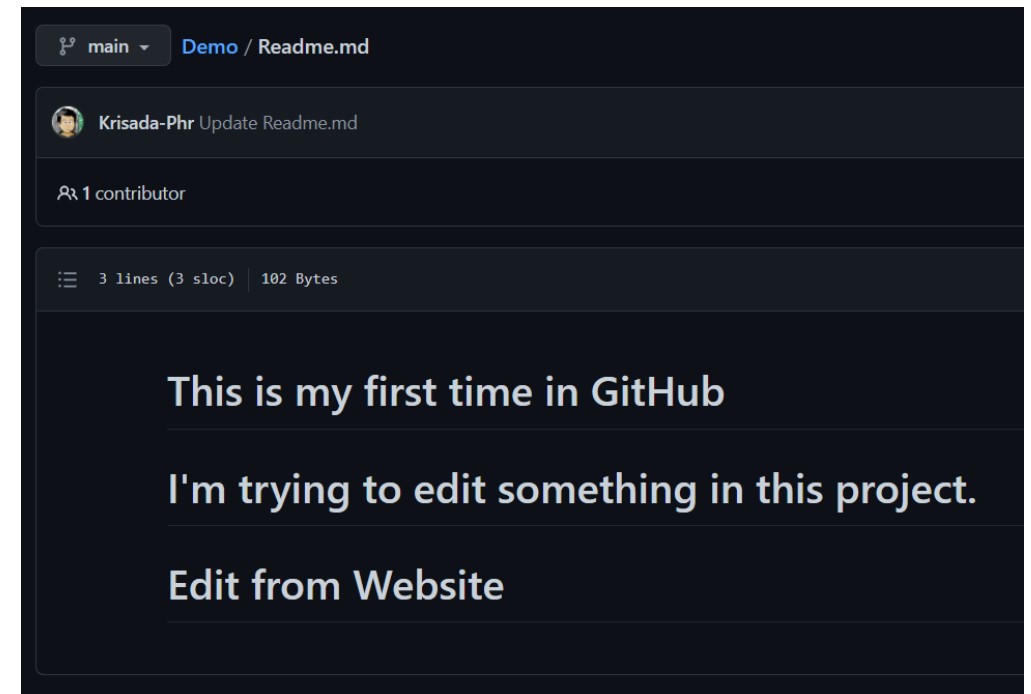 main Demo / Readme.md
Krisada-Phr Update Readme.md
1 contributor
3 lines (3 sloc) 102 Bytes
This is my first time in GitHub
I'm trying to edit something in this project.
Edit from Website